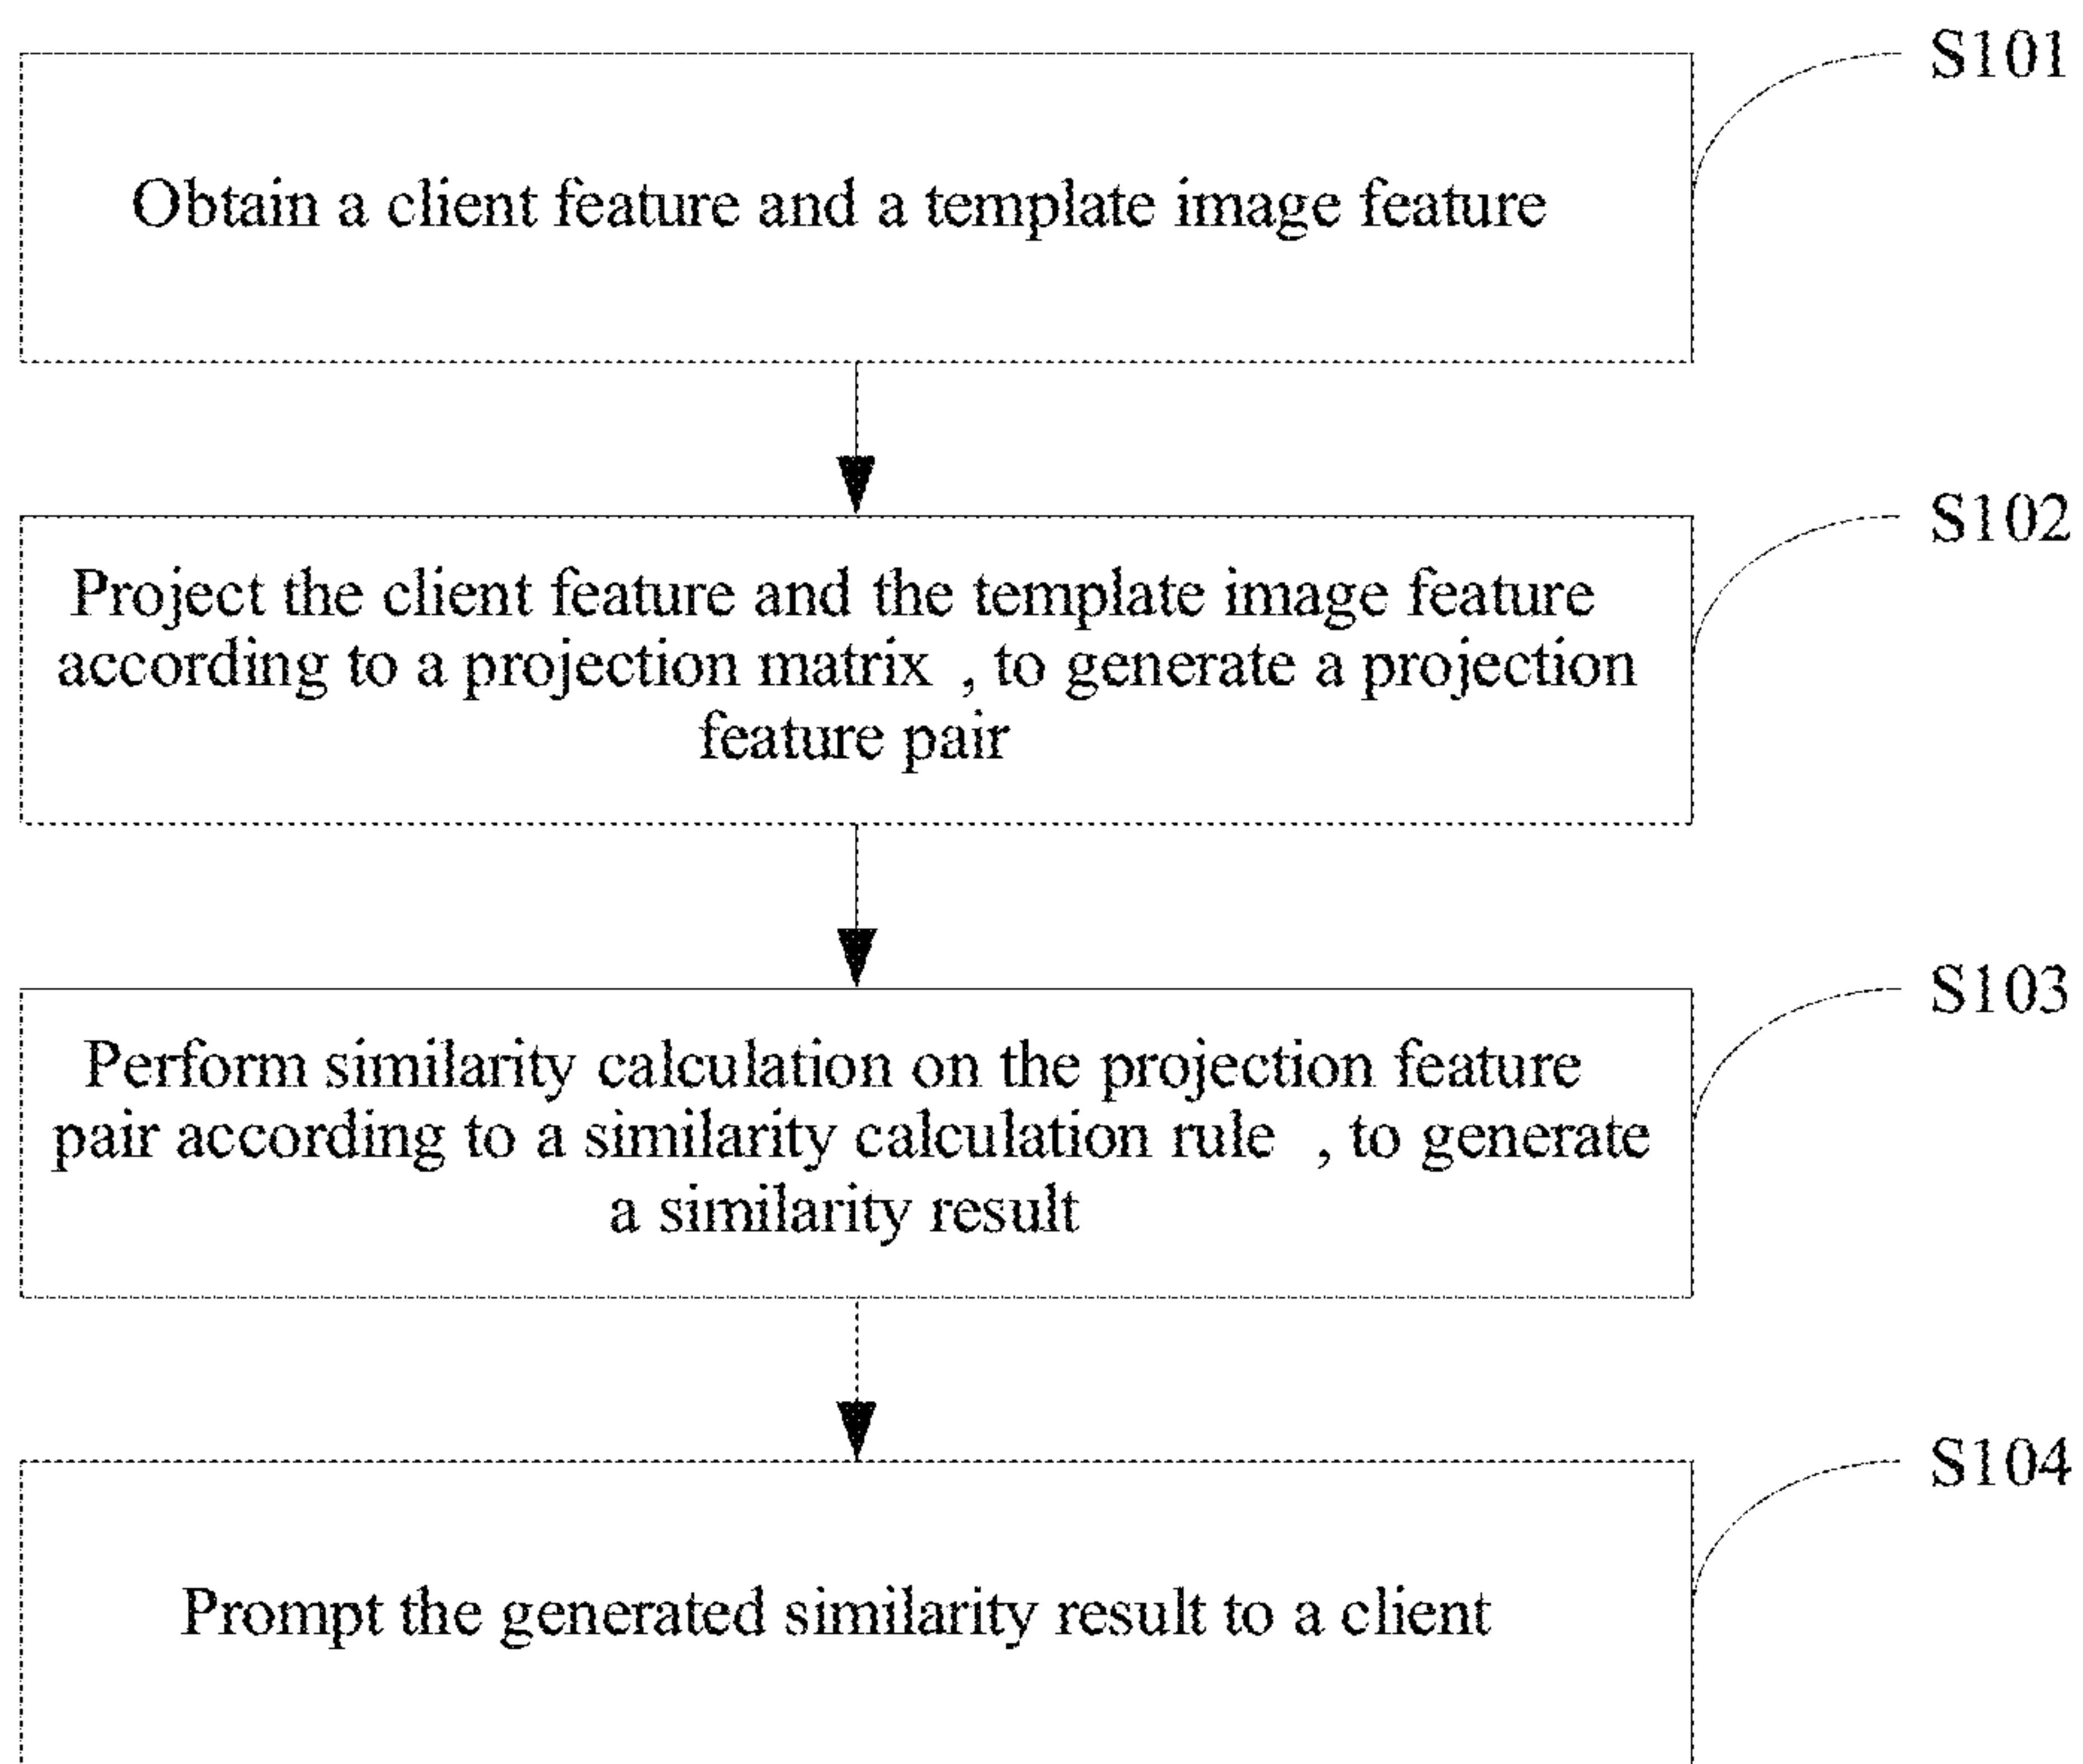 S101
Obtain a client feature and a template image feature
S102
Project the client feature and the template image feature
according to a projection matrix , to generate a projection
feature pair
S103
Perform similarity calculation on the projection feature
pair according to a similarity calculation rule , to generate
a similarity result
S104
Prompt the generated similarity result to a client